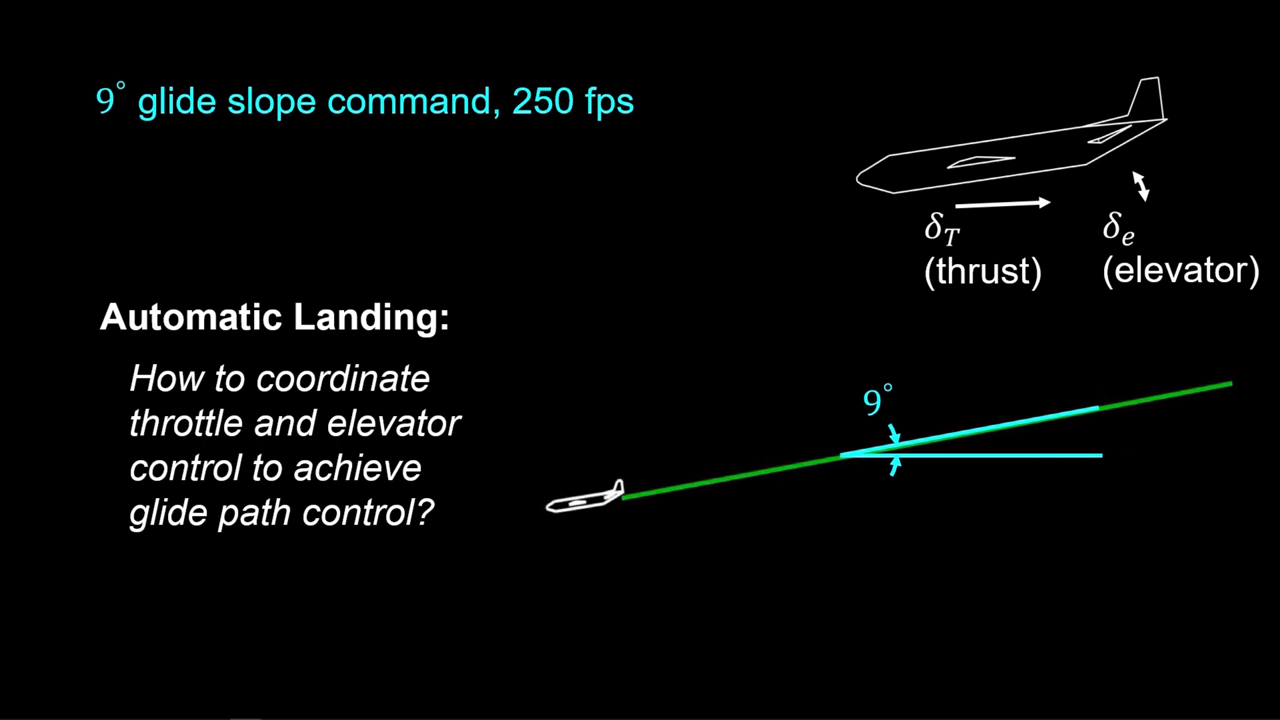 9° glide slope command, 250 fps
δ_T
(thrust)
δ_e
(elevator)
Automatic Landing:
How to coordinate
throttle and elevator
control to achieve
glide path control?
9°